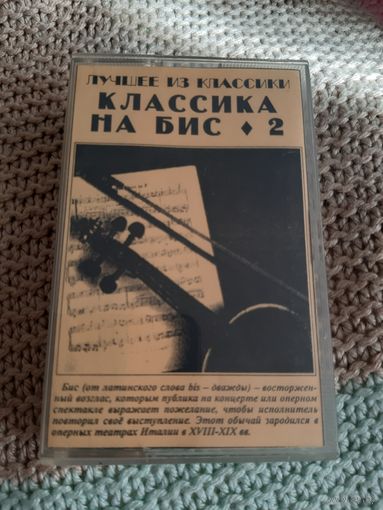 ЛУЧШЕЕ ИЗ КЛАССИКИ
КЛАССИКА
НА БИС ♦ 2
Бис (от латинского слова bis – дважды) – восторжен-
ный возглас, которым публика на концерте или оперном
спектакле выражает пожелание, чтобы исполнитель
повторил своё выступление. Этот обычай зародился в
оперных театрах Италии в XVIII-XIX вв.